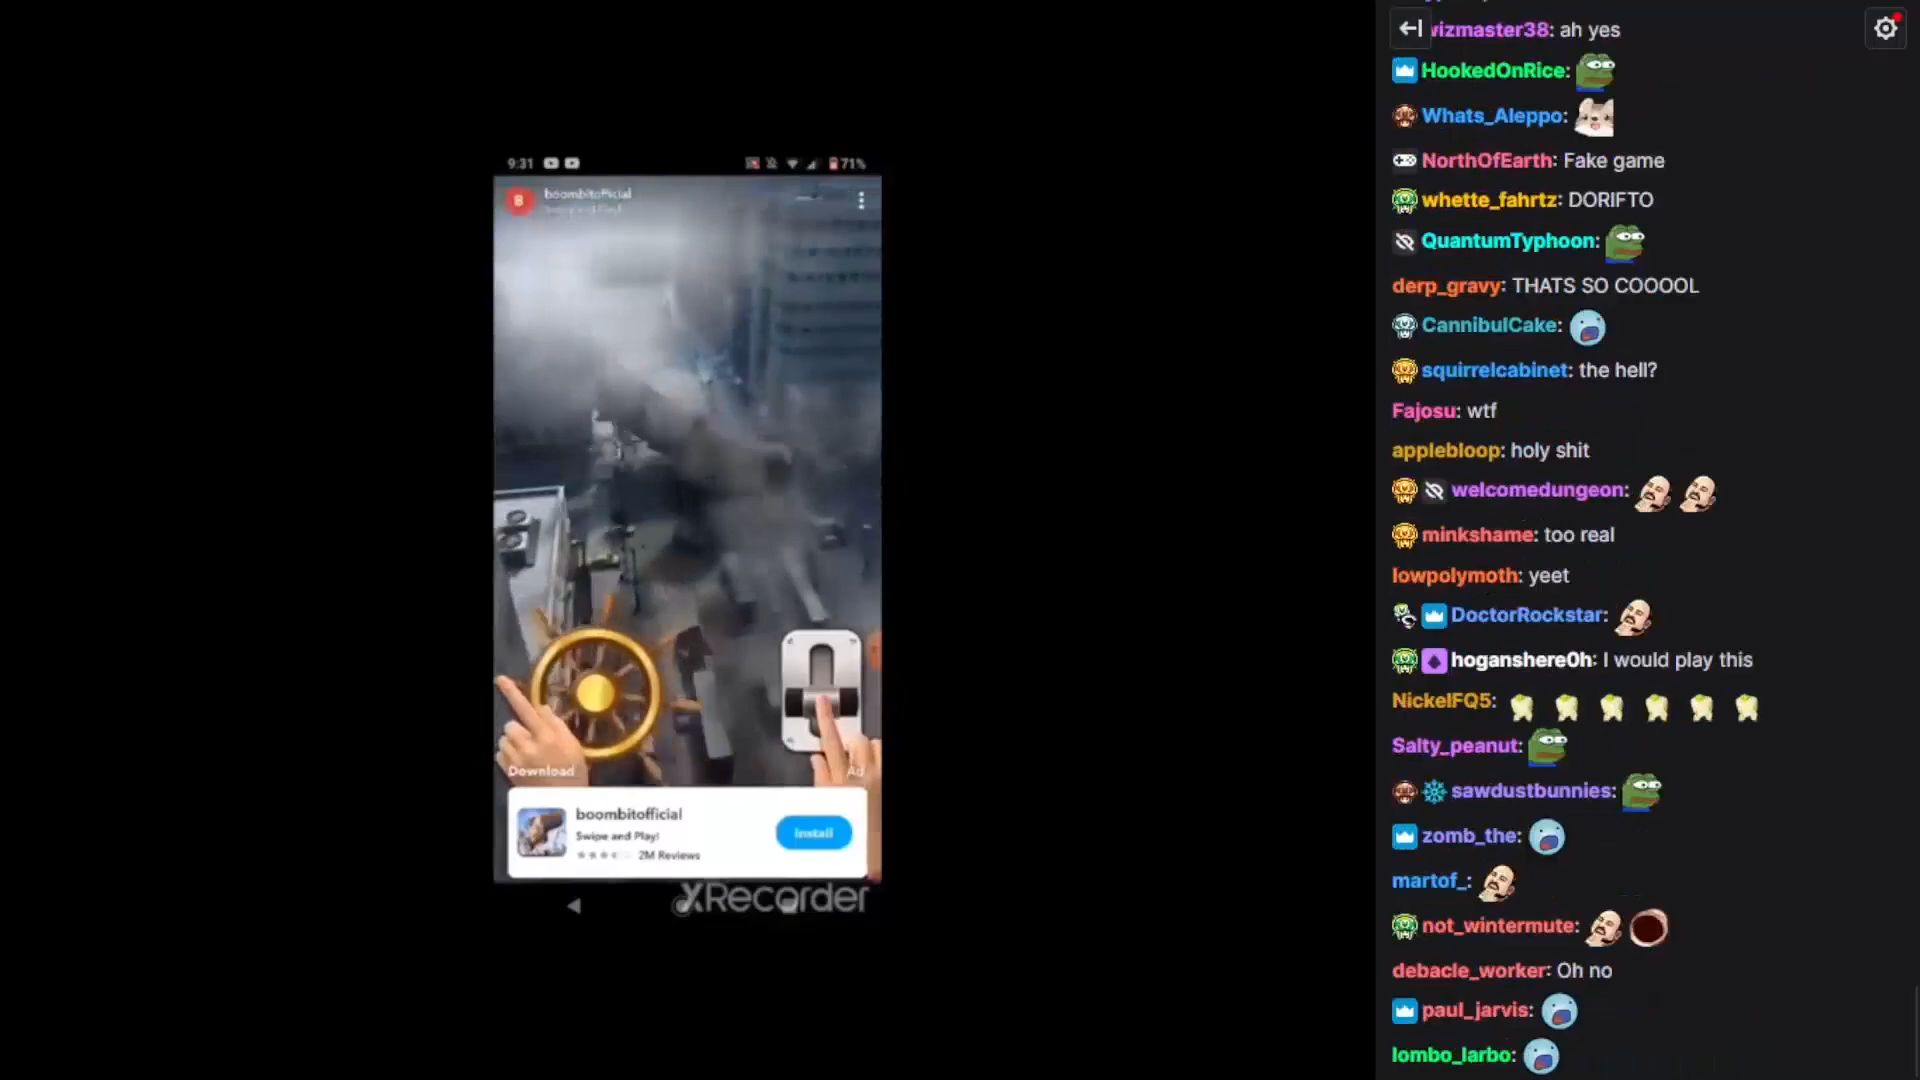 9:31
71%
boombitofficial
B
Download
Ad
boombitofficial
Swipe and Play!
2M Reviews
Install
XRecorder
wizmaster38: ah yes
HookedOnRice:
Whats_Aleppo:
NorthOfEarth: Fake game
whette_fahrtz: DORIFTO
QuantumTyphoon:
derp_gravy: THATS SO COOOOL
CannibulCake:
squirrelcabinet: the hell?
Fajosu: wtf
applebloop: holy shit
welcomedungeon:
minkshame: too real
lowpolymoth: yeet
DoctorRockstar:
hoganshere0h: I would play this
NickelFQ5:
Salty_peanut:
sawdustbunnies:
zomb_the:
martof_:
not_wintermute:
debacle_worker: Oh no
paul_jarvis:
lombo_larbo: